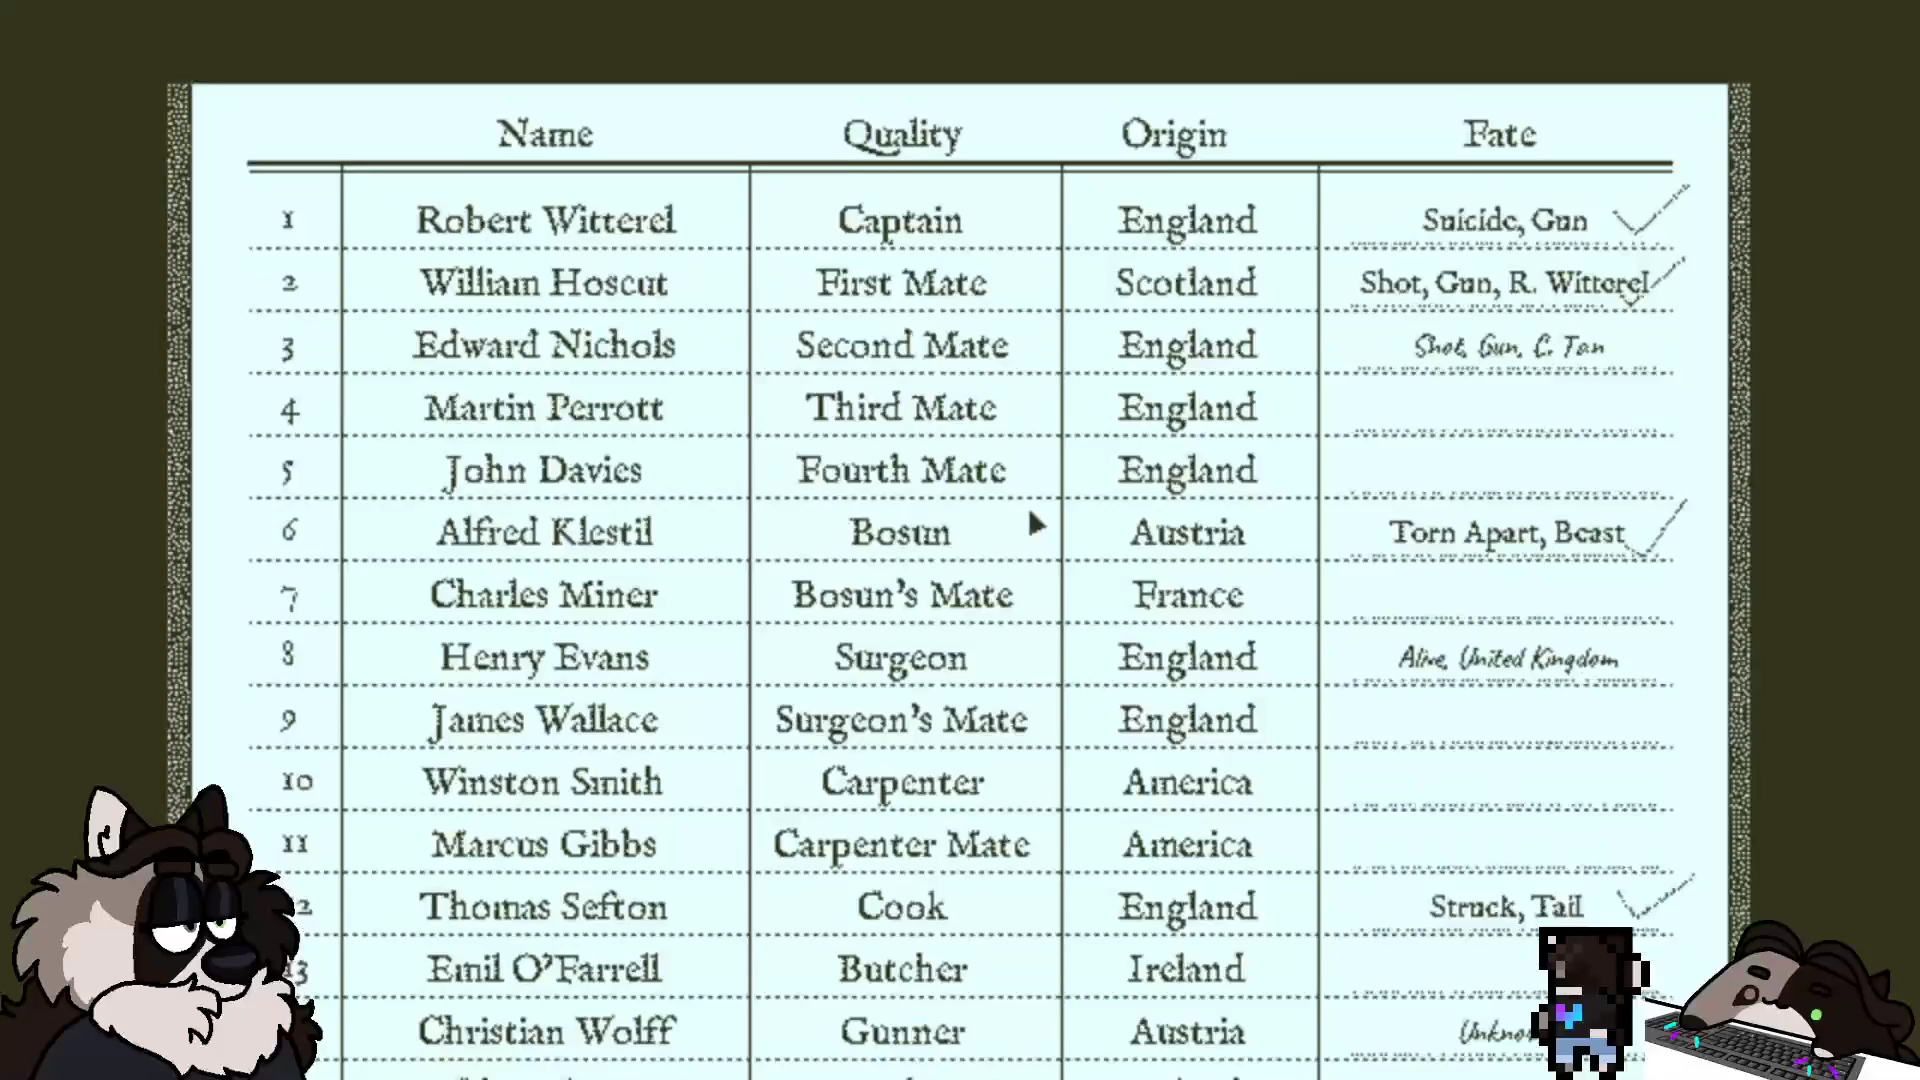 Name Quality Origin Fate
1 Robert Witterel Captain England Suicide, Gun
2 William Hoscut First Mate Scotland Shot, Gun, R. Witterel
3 Edward Nichols Second Mate England Shot, Gun, C. Tan
4 Martin Perrott Third Mate England
5 John Davies Fourth Mate England
6 Alfred Klestil Bosun Austria Torn Apart, Beast
7 Charles Miner Bosun's Mate France
8 Henry Evans Surgeon England Alive, United Kingdom
9 James Wallace Surgeon's Mate England
10 Winston Smith Carpenter America
11 Marcus Gibbs Carpenter Mate America
2 Thomas Sefton Cook England Struck, Tail
13 Emil O'Farrell Butcher Ireland
Christian Wolff Gunner Austria